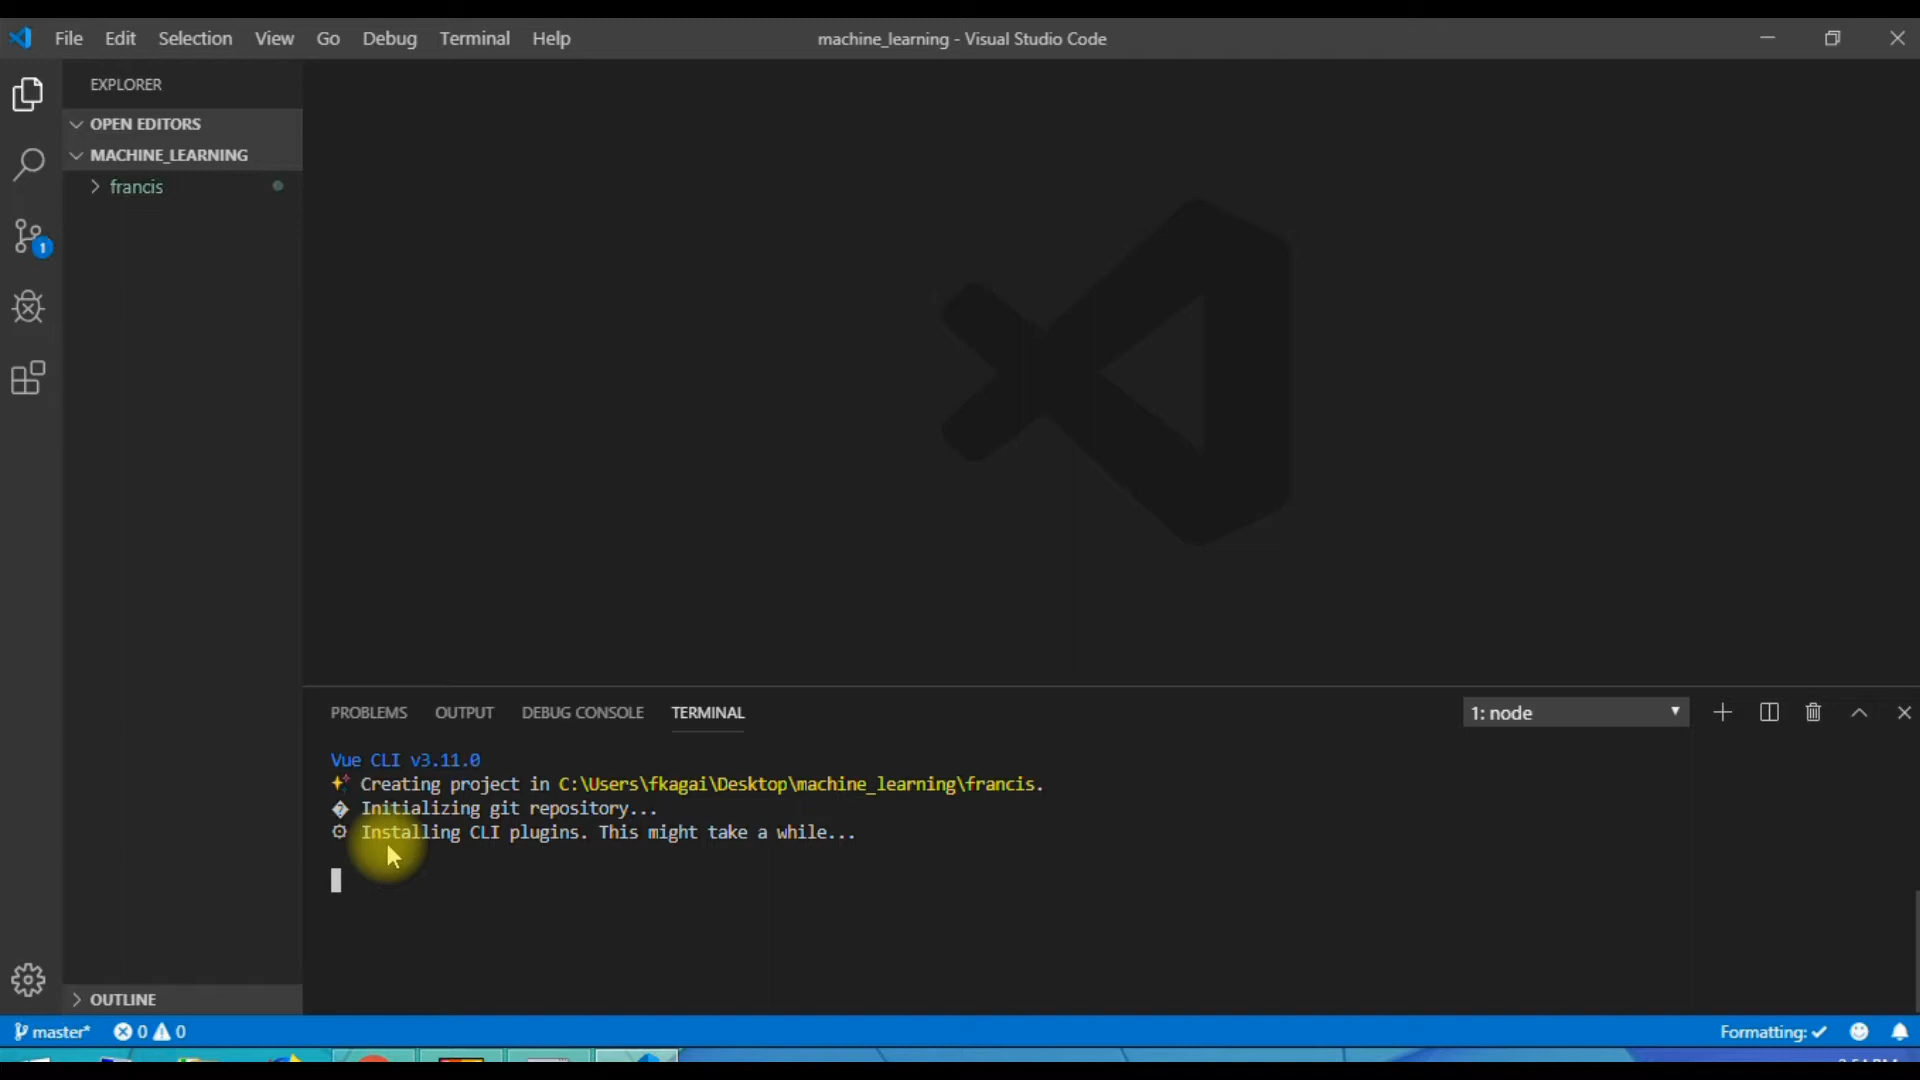 File Edit Selection View Go Debug Terminal Help
machine_learning - Visual Studio Code
EXPLORER
OPEN EDITORS
MACHINE_LEARNING
francis
1
OUTLINE
PROBLEMS OUTPUT DEBUG CONSOLE TERMINAL
1: node
Vue CLI v3.11.0
Creating project in C:\Users\fkagai\Desktop\machine_learning\francis.
Initializing git repository...
Installing CLI plugins. This might take a while...
master* 0 0
Formatting: ✓